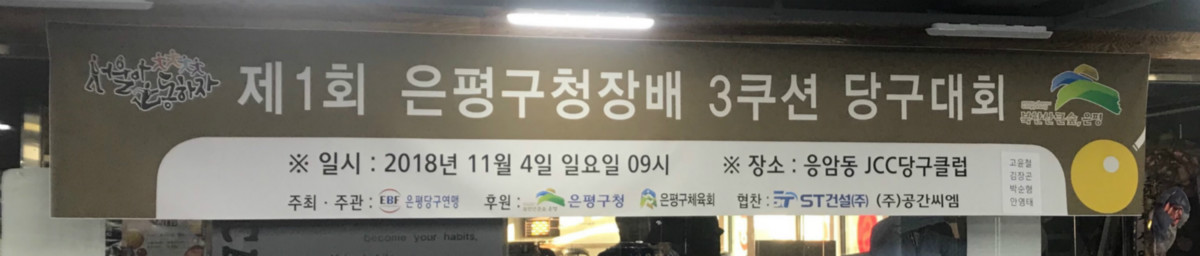 서울아 운동하자
제1회 은평구청장배 3쿠션 당구대회
북한산큰숲, 은평
※ 일시 : 2018년 11월 4일 일요일 09시 ※ 장소 : 응암동 JCC당구클럽
주최 · 주관 : EBF 은평당구연맹 후원 : 은평구청 은평구체육회 협찬 : ST건설(주) (주)공간씨엠
고윤철
김창곤
박순형
안영태
become your habits,